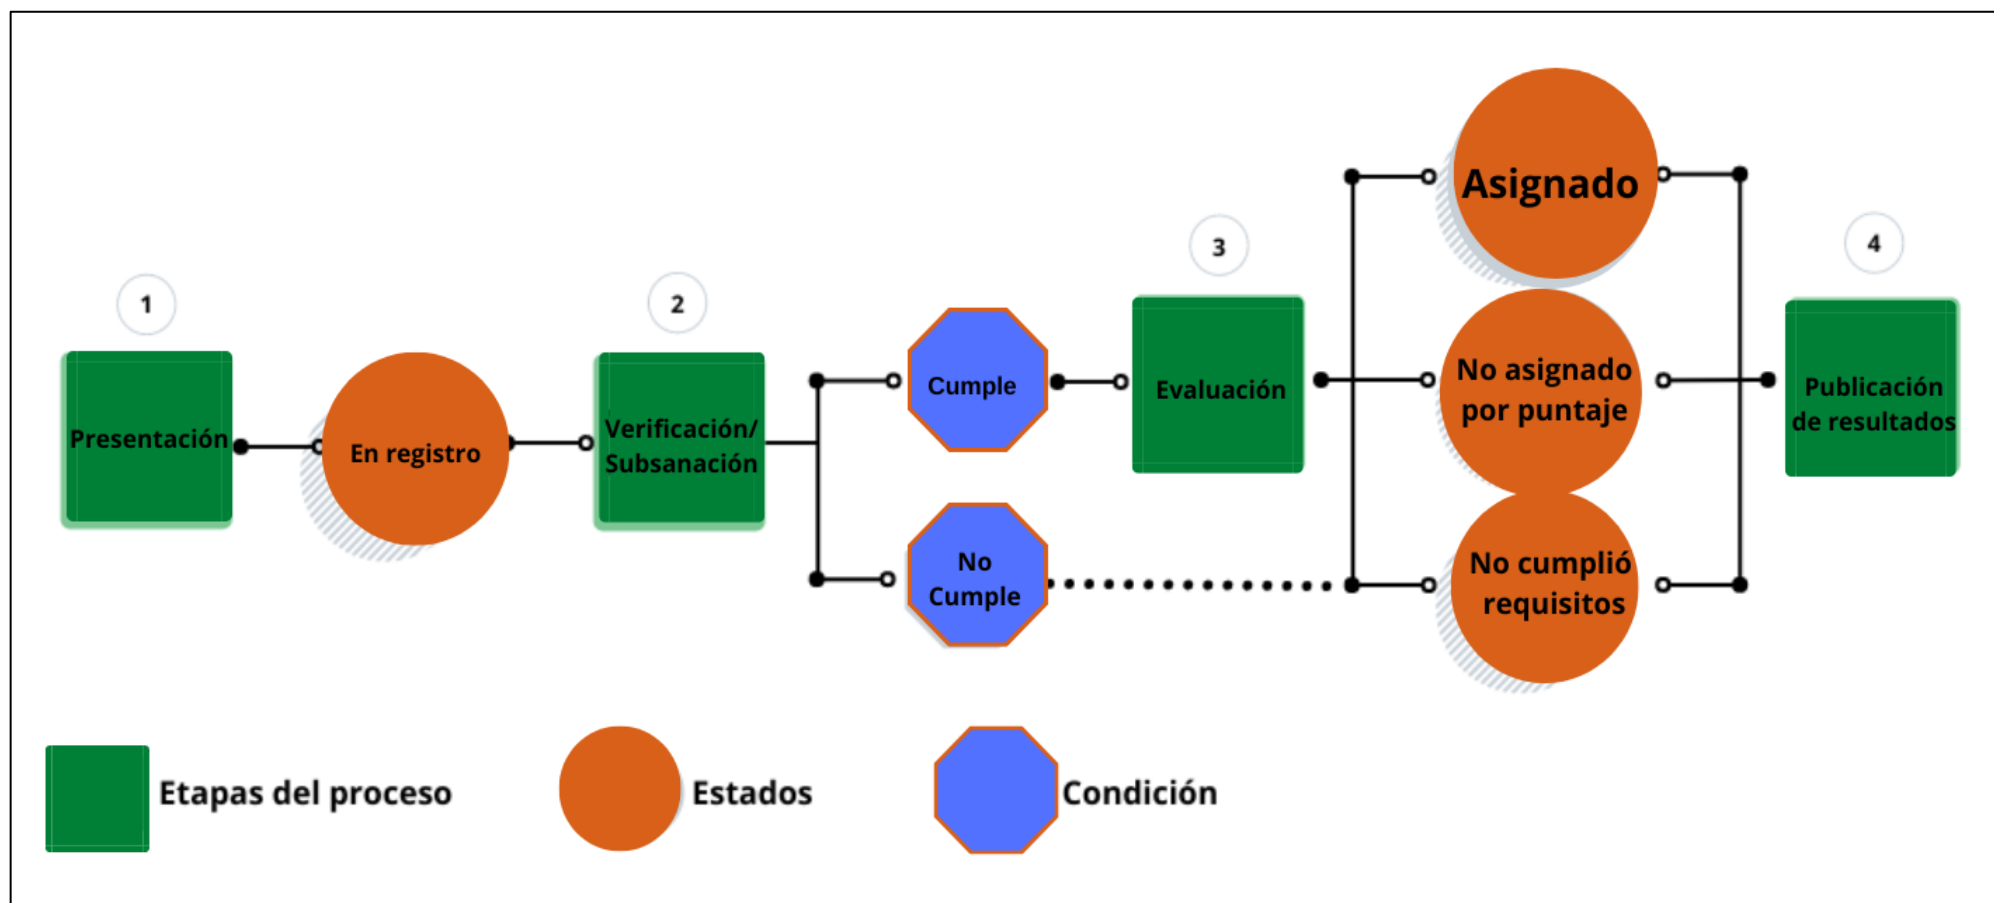 1
Presentación
En registro
2
Verificación/
Subsanación
Cumple
No
Cumple
3
Evaluación
Asignado
No asignado
por puntaje
No cumplió
requisitos
4
Publicación
de resultados
Etapas del proceso
Estados
Condición